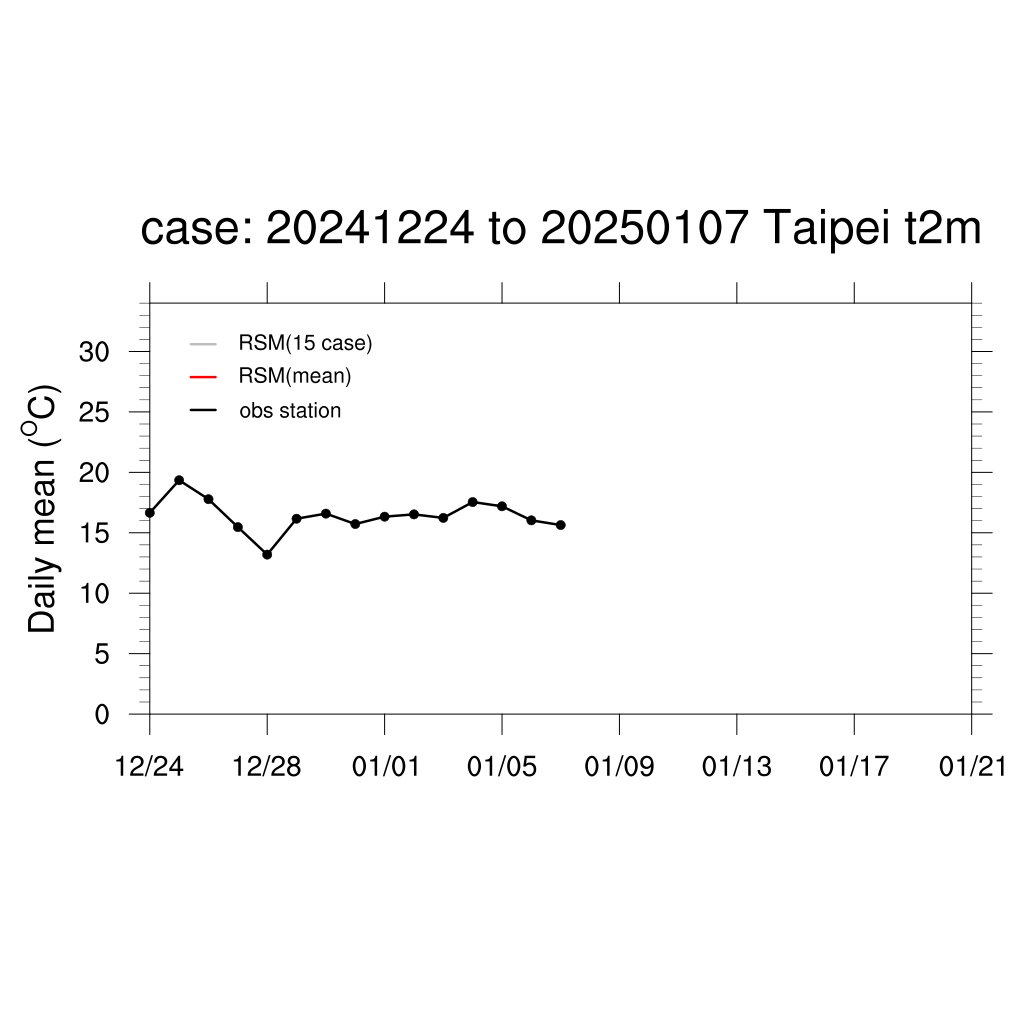 case: 20241224 to 20250107 Taipei t2m
RSM(15 case)
RSM(mean)
obs station
Daily mean (°C)
30
25
20
15
10
5
0
12/24 12/28 01/01 01/05 01/09 01/13 01/17 01/21